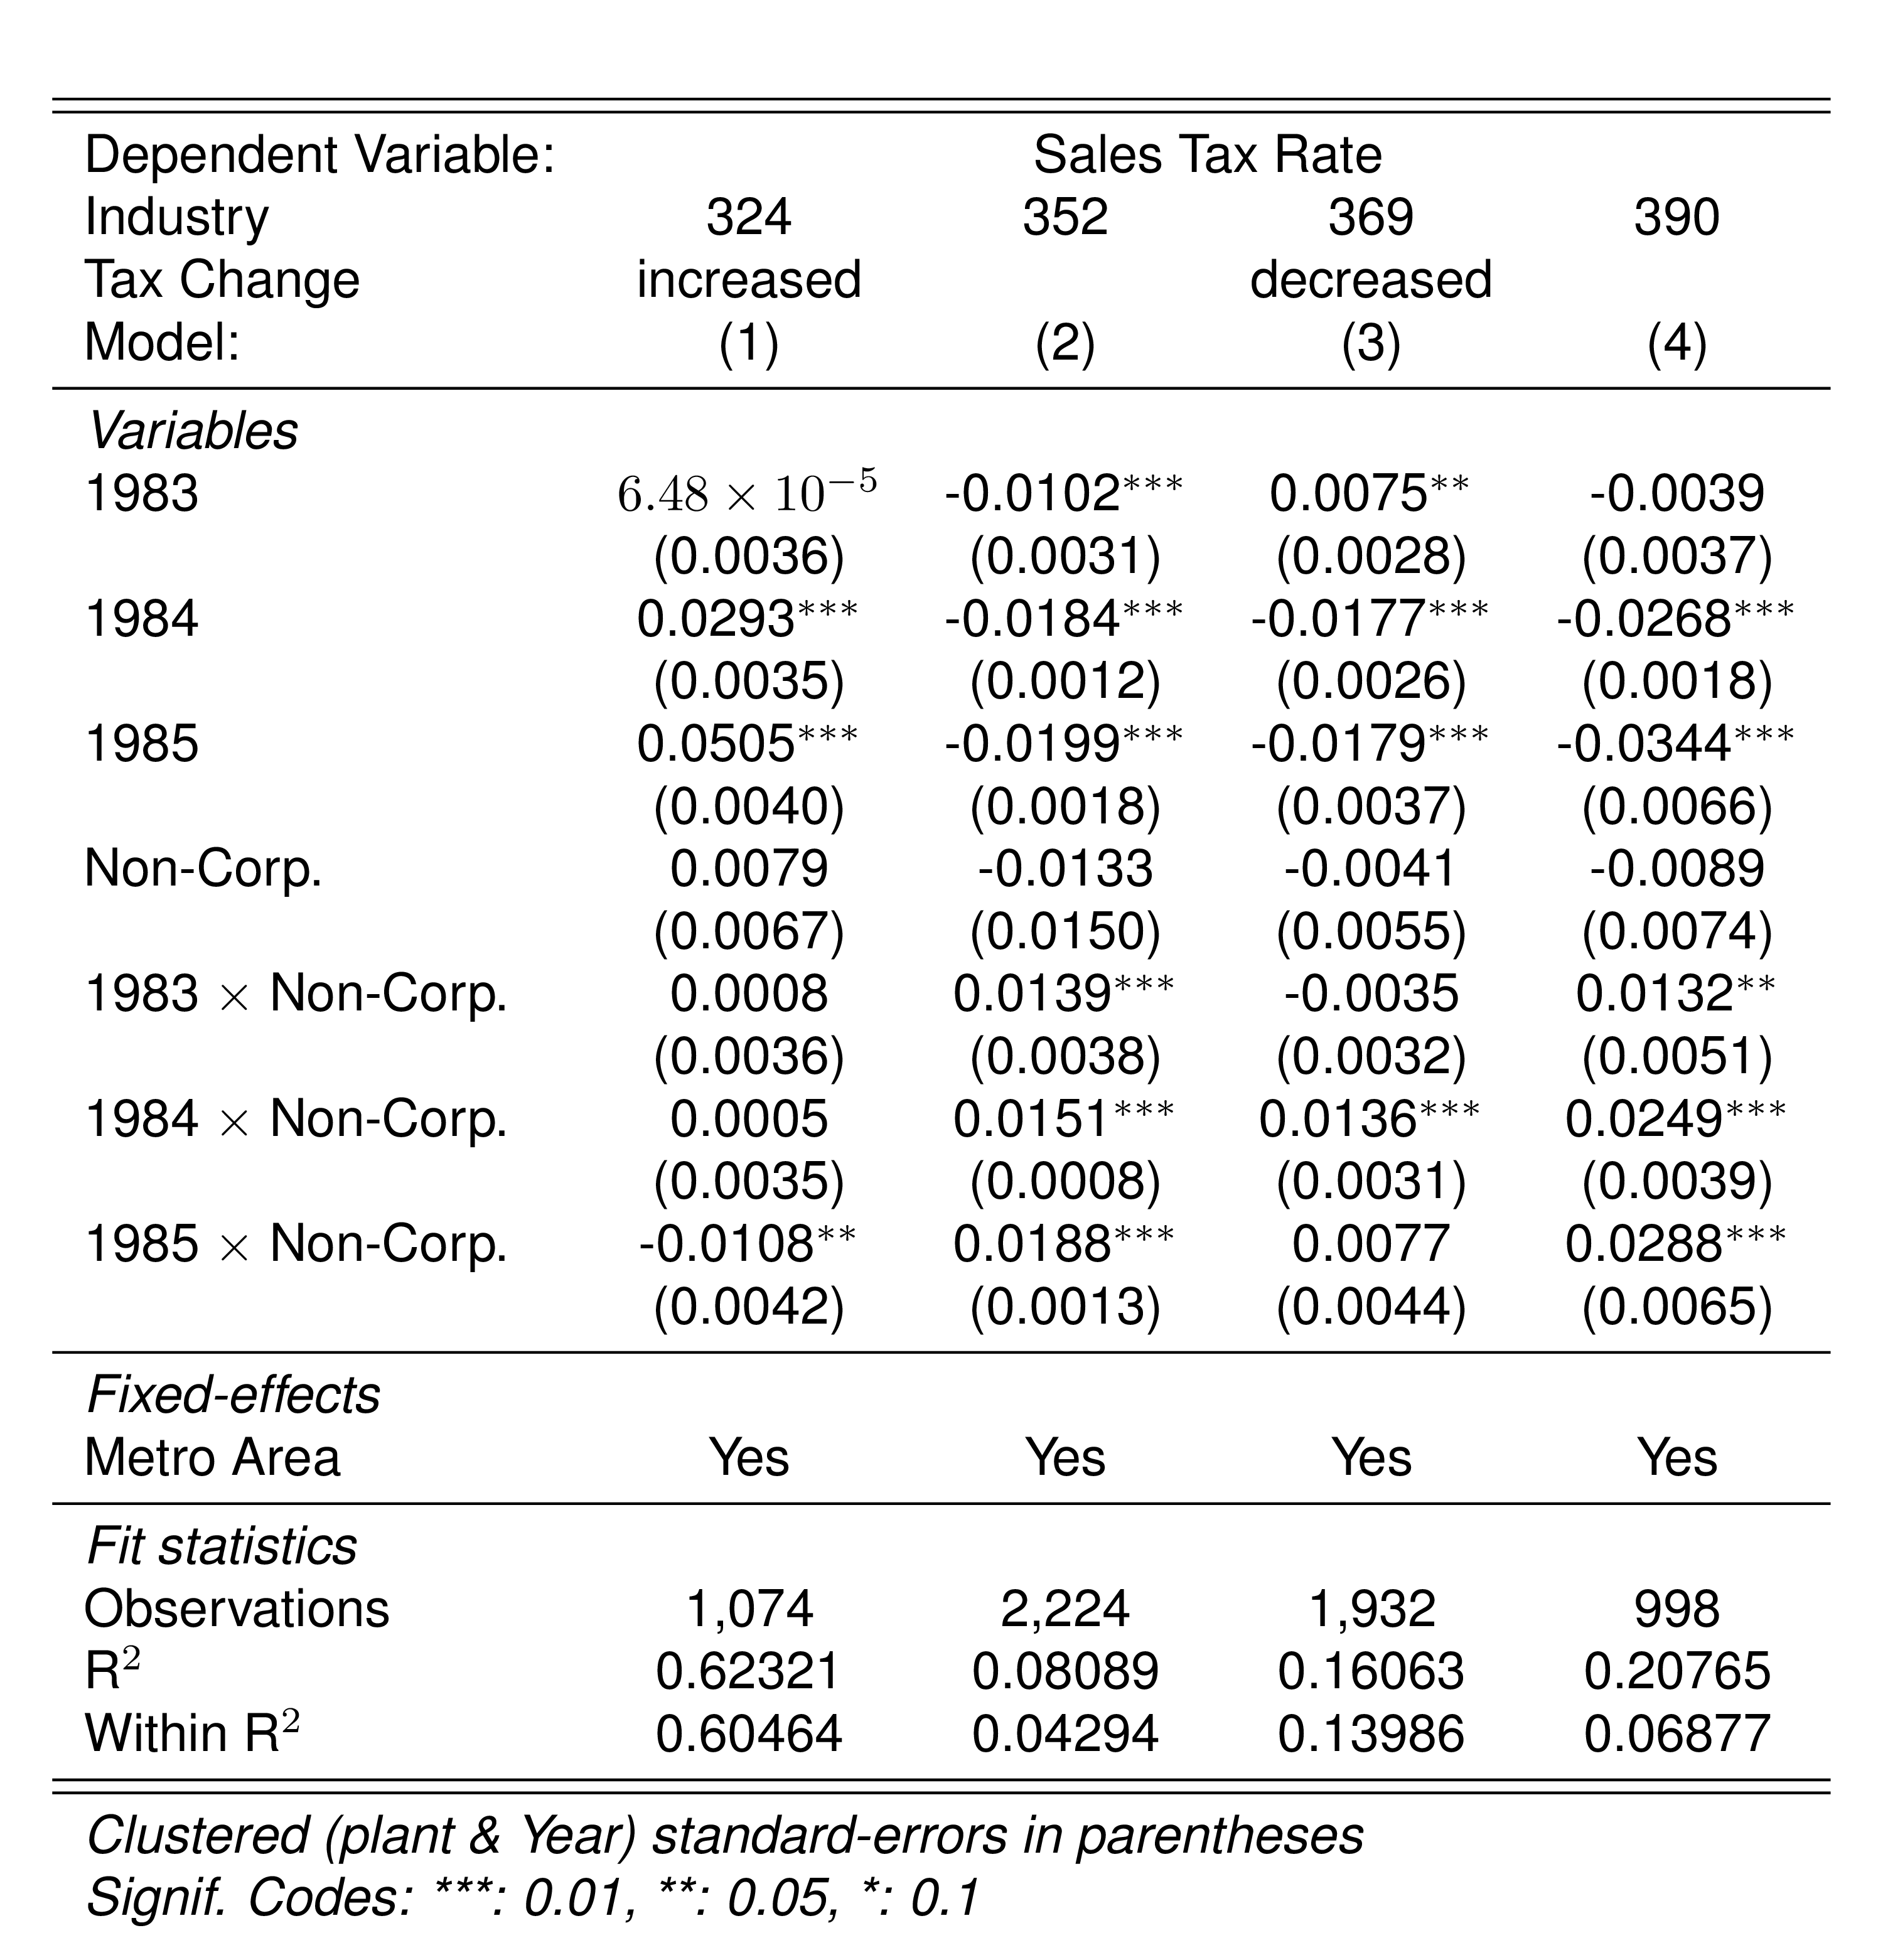 Dependent Variable: Sales Tax Rate
Industry 324 352 369 390
Tax Change increased decreased
Model: (1) (2) (3) (4)
Variables
1983 6.48 × 10⁻⁵ -0.0102*** 0.0075** -0.0039
(0.0036) (0.0031) (0.0028) (0.0037)
1984 0.0293*** -0.0184*** -0.0177*** -0.0268***
(0.0035) (0.0012) (0.0026) (0.0018)
1985 0.0505*** -0.0199*** -0.0179*** -0.0344***
(0.0040) (0.0018) (0.0037) (0.0066)
Non-Corp. 0.0079 -0.0133 -0.0041 -0.0089
(0.0067) (0.0150) (0.0055) (0.0074)
1983 × Non-Corp. 0.0008 0.0139*** -0.0035 0.0132**
(0.0036) (0.0038) (0.0032) (0.0051)
1984 × Non-Corp. 0.0005 0.0151*** 0.0136*** 0.0249***
(0.0035) (0.0008) (0.0031) (0.0039)
1985 × Non-Corp. -0.0108** 0.0188*** 0.0077 0.0288***
(0.0042) (0.0013) (0.0044) (0.0065)
Fixed-effects
Metro Area Yes Yes Yes Yes
Fit statistics
Observations 1,074 2,224 1,932 998
R² 0.62321 0.08089 0.16063 0.20765
Within R² 0.60464 0.04294 0.13986 0.06877
Clustered (plant & Year) standard-errors in parentheses
Signif. Codes: ***: 0.01, **: 0.05, *: 0.1